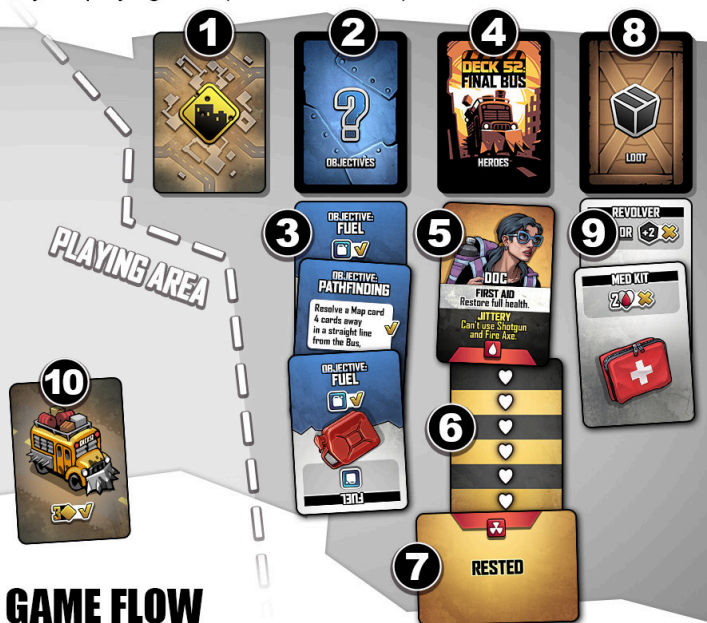 1
2
4
8
DECK 52:
FINAL BUS
OBJECTIVES
HEROES
LOOT
3
OBJECTIVE:
FUEL
5
9
REVOLVER
OR +2
PLAYING AREA
OBJECTIVE:
PATHFINDING
Resolve a Map card
4 cards away
in a straight line
from the Bus,
DOC
FIRST AID
Restore full health.
JITTERY
Can't use Shotgun
and Fire Axe.
MED KIT
2
10
OBJECTIVE:
FUEL
6
3
FUEL
7
RESTED
GAME FLOW